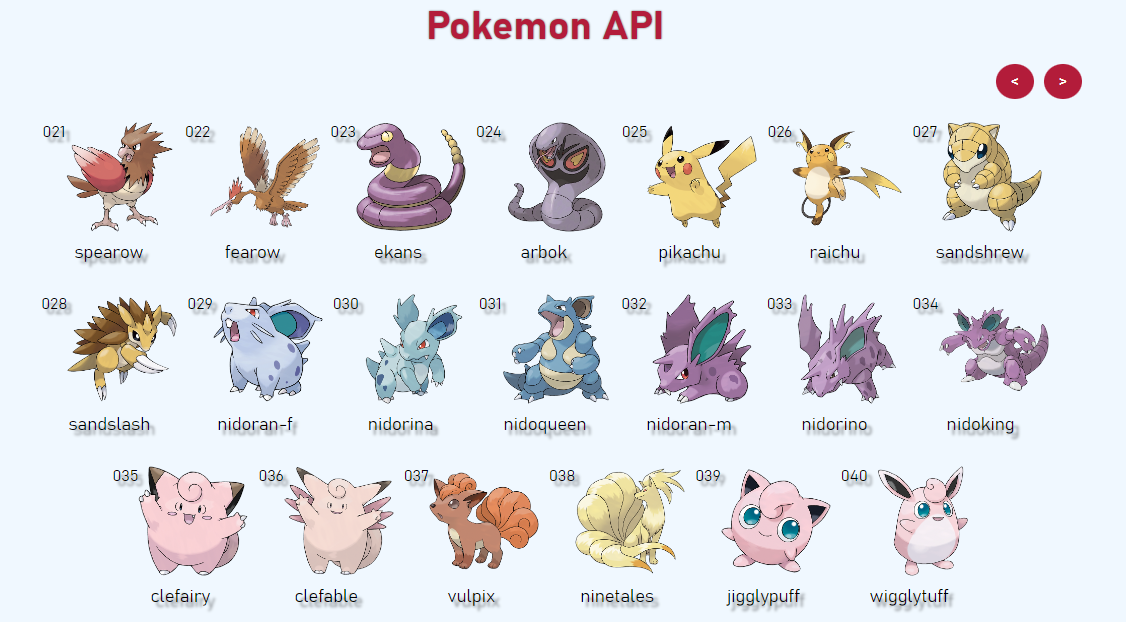 Pokemon API
< >
021 022 023 024 025 026 027
spearow fearow ekans arbok pikachu raichu sandshrew
028 029 030 031 032 033 034
sandslash nidoran-f nidorina nidoqueen nidoran-m nidorino nidoking
035 036 037 038 039 040
clefairy clefable vulpix ninetales jigglypuff wigglytuff